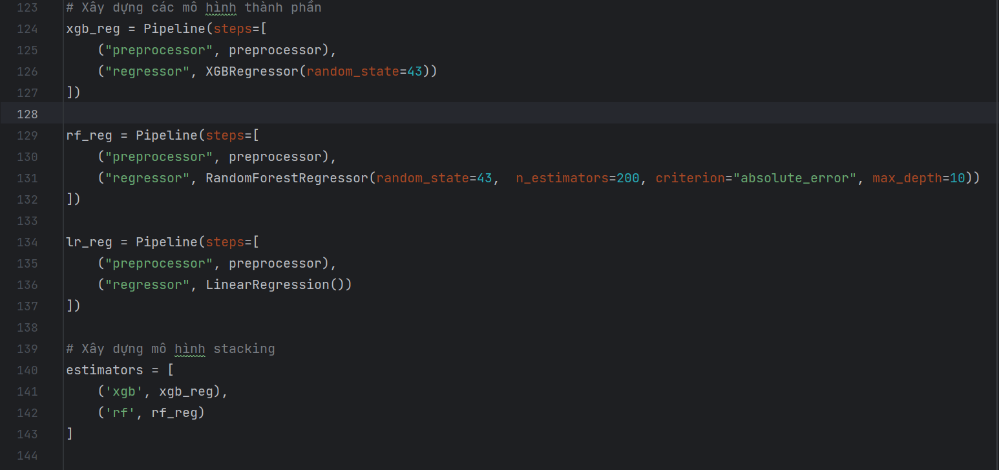 123 # Xây dựng các mô hình thành phần
124 xgb_reg = Pipeline(steps=[
125     ("preprocessor", preprocessor),
126     ("regressor", XGBRegressor(random_state=43))
127 ])
128
129 rf_reg = Pipeline(steps=[
130     ("preprocessor", preprocessor),
131     ("regressor", RandomForestRegressor(random_state=43,  n_estimators=200, criterion="absolute_error", max_depth=10))
132 ])
133
134 lr_reg = Pipeline(steps=[
135     ("preprocessor", preprocessor),
136     ("regressor", LinearRegression())
137 ])
138
139 # Xây dựng mô hình stacking
140 estimators = [
141     ('xgb', xgb_reg),
142     ('rf', rf_reg)
143 ]
144